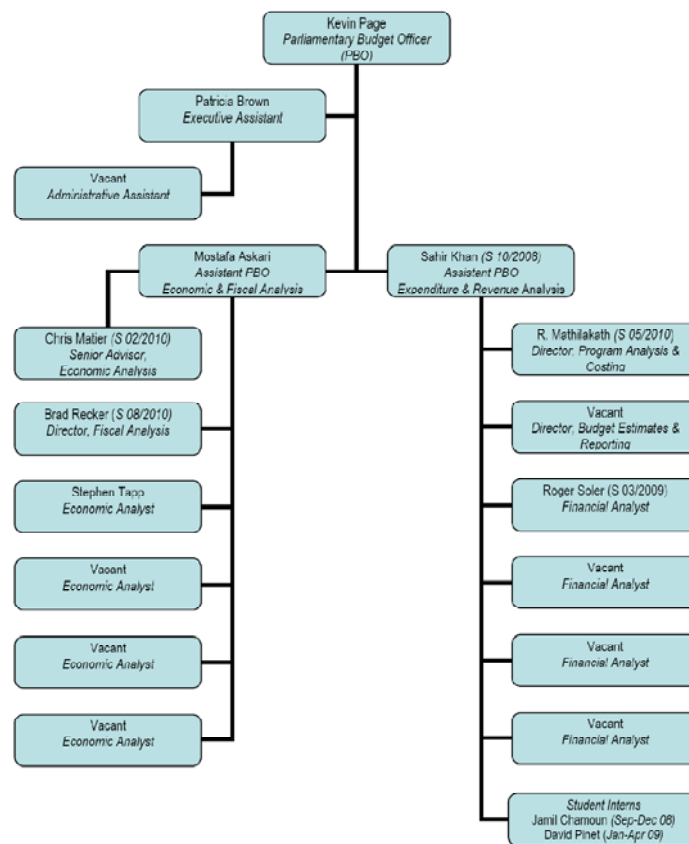 Kevin Page
Parliamentary Budget Officer
(PBO)
Patricia Brown
Executive Assistant
Vacant
Administrative Assistant
Mostafa Askari
Assistant PBO
Economic & Fiscal Analysis
Sahir Khan (S 10/2008)
Assistant PBO
Expenditure & Revenue Analysis
Chris Matier (S 02/2010)
Senior Advisor,
Economic Analysis
Brad Recker (S 08/2010)
Director, Fiscal Analysis
Stephen Tapp
Economic Analyst
Vacant
Economic Analyst
Vacant
Economic Analyst
Vacant
Economic Analyst
R. Mathilakath (S 05/2010)
Director, Program Analysis &
Costing
Vacant
Director, Budget Estimates &
Reporting
Roger Soler (S 03/2009)
Financial Analyst
Vacant
Financial Analyst
Vacant
Financial Analyst
Vacant
Financial Analyst
Student Interns
Jamil Chamoun (Sep-Dec 08)
David Pinet (Jan-Apr 09)